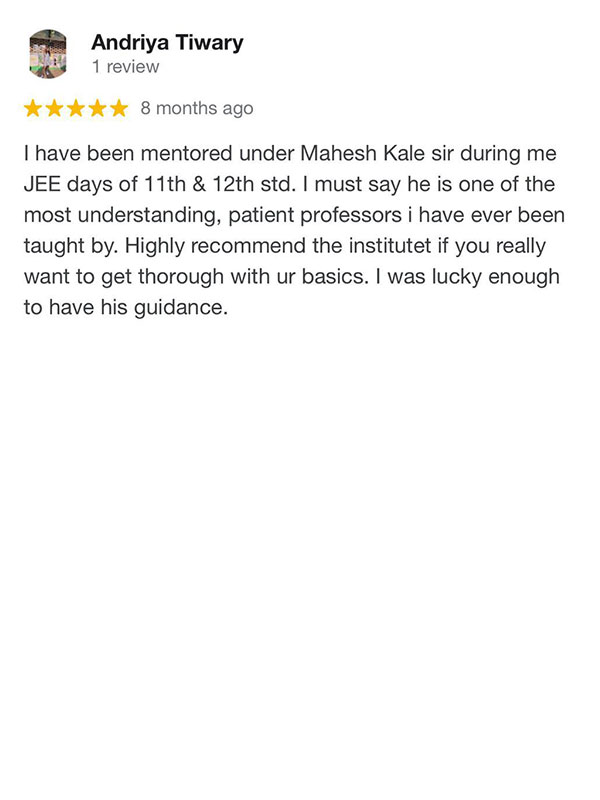 Andriya Tiwary
1 review
8 months ago
I have been mentored under Mahesh Kale sir during me
JEE days of 11th & 12th std. I must say he is one of the
most understanding, patient professors i have ever been
taught by. Highly recommend the institutet if you really
want to get thorough with ur basics. I was lucky enough
to have his guidance.